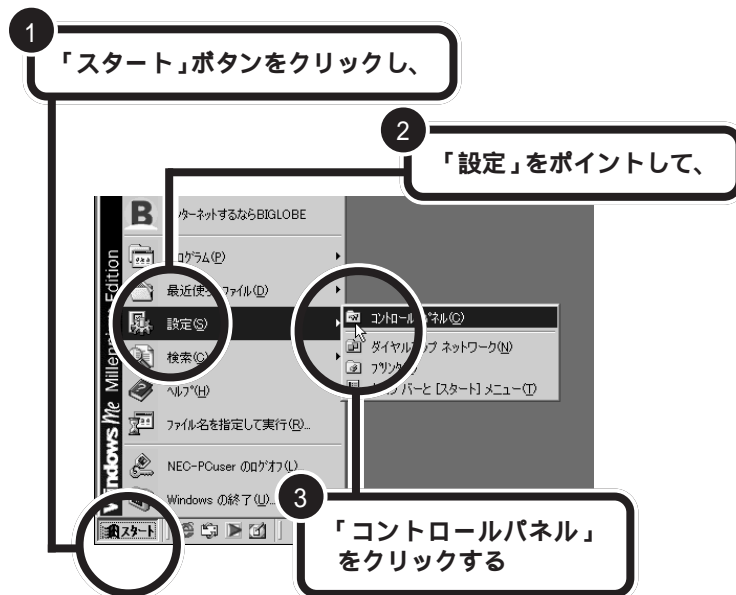 1
「スタート」ボタンをクリックし、
2
「設定」をポイントして、
ターネットするならBIGLOBE
ログラム(P)
最近使 ファイル(D)
設定(S)
検索(C)
ヘルプ(H)
ファイル名を指定して実行(R)...
NEC-PCuser のログオフ(L)
Windows の終了(U)...
Windows Me Millennium Edition
スタート
コントロール パネル(C)
ダイヤルアップ ネットワーク(N)
プリンタ
バーと [スタート] メニュー(T)
3
「コントロールパネル」
をクリックする